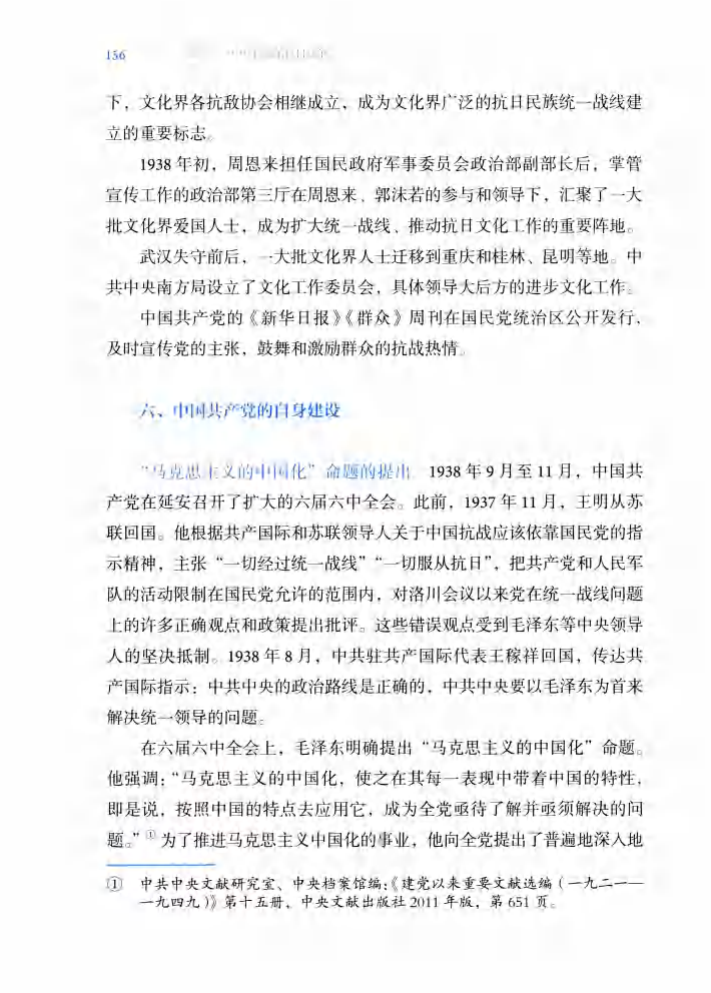 156
下，文化界各抗敌协会相继成立，成为文化界广泛的抗日民族统一战线建
立的重要标志。
1938 年初，周恩来担任国民政府军事委员会政治部副部长后，掌管
宣传工作的政治部第三厅在周恩来、郭沫若的参与和领导下，汇聚了一大
批文化界爱国人士，成为扩大统一战线、推动抗日文化工作的重要阵地。
武汉失守前后，一大批文化界人士迁移到重庆和桂林、昆明等地。中
共中央南方局设立了文化工作委员会，具体领导大后方的进步文化工作。
中国共产党的《新华日报》《群众》周刊在国民党统治区公开发行，
及时宣传党的主张，鼓舞和激励群众的抗战热情。
六、中国共产党的自身建设
“马克思主义的中国化”命题的提出 1938 年 9 月至 11 月，中国共
产党在延安召开了扩大的六届六中全会。此前，1937 年 11 月，王明从苏
联回国。他根据共产国际和苏联领导人关于中国抗战应该依靠国民党的指
示精神，主张“一切经过统一战线”“一切服从抗日”，把共产党和人民军
队的活动限制在国民党允许的范围内，对洛川会议以来党在统一战线问题
上的许多正确观点和政策提出批评。这些错误观点受到毛泽东等中央领导
人的坚决抵制。1938 年 8 月，中共驻共产国际代表王稼祥回国，传达共
产国际指示：中共中央的政治路线是正确的，中共中央要以毛泽东为首来
解决统一领导的问题。
在六届六中全会上，毛泽东明确提出“马克思主义的中国化”命题。
他强调：“马克思主义的中国化，使之在其每一表现中带着中国的特性，
即是说，按照中国的特点去应用它，成为全党亟待了解并亟须解决的问
题。”① 为了推进马克思主义中国化的事业，他向全党提出了普遍地深入地
① 中共中央文献研究室、中央档案馆编：《建党以来重要文献选编（一九二一——
一九四九）》第十五册，中央文献出版社 2011 年版，第 651 页。